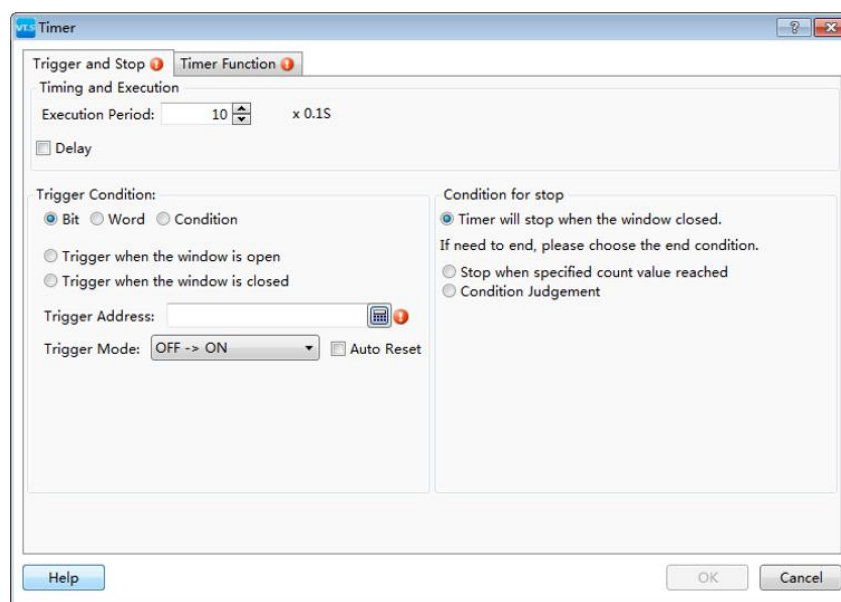 VT.S Timer
Trigger and Stop Timer Function
Timing and Execution
Execution Period: 10 x 0.1S
Delay
Trigger Condition:
Bit Word Condition
Trigger when the window is open
Trigger when the window is closed
Trigger Address:
Trigger Mode: OFF -> ON Auto Reset
Condition for stop
Timer will stop when the window closed.
If need to end, please choose the end condition.
Stop when specified count value reached
Condition Judgement
Help OK Cancel